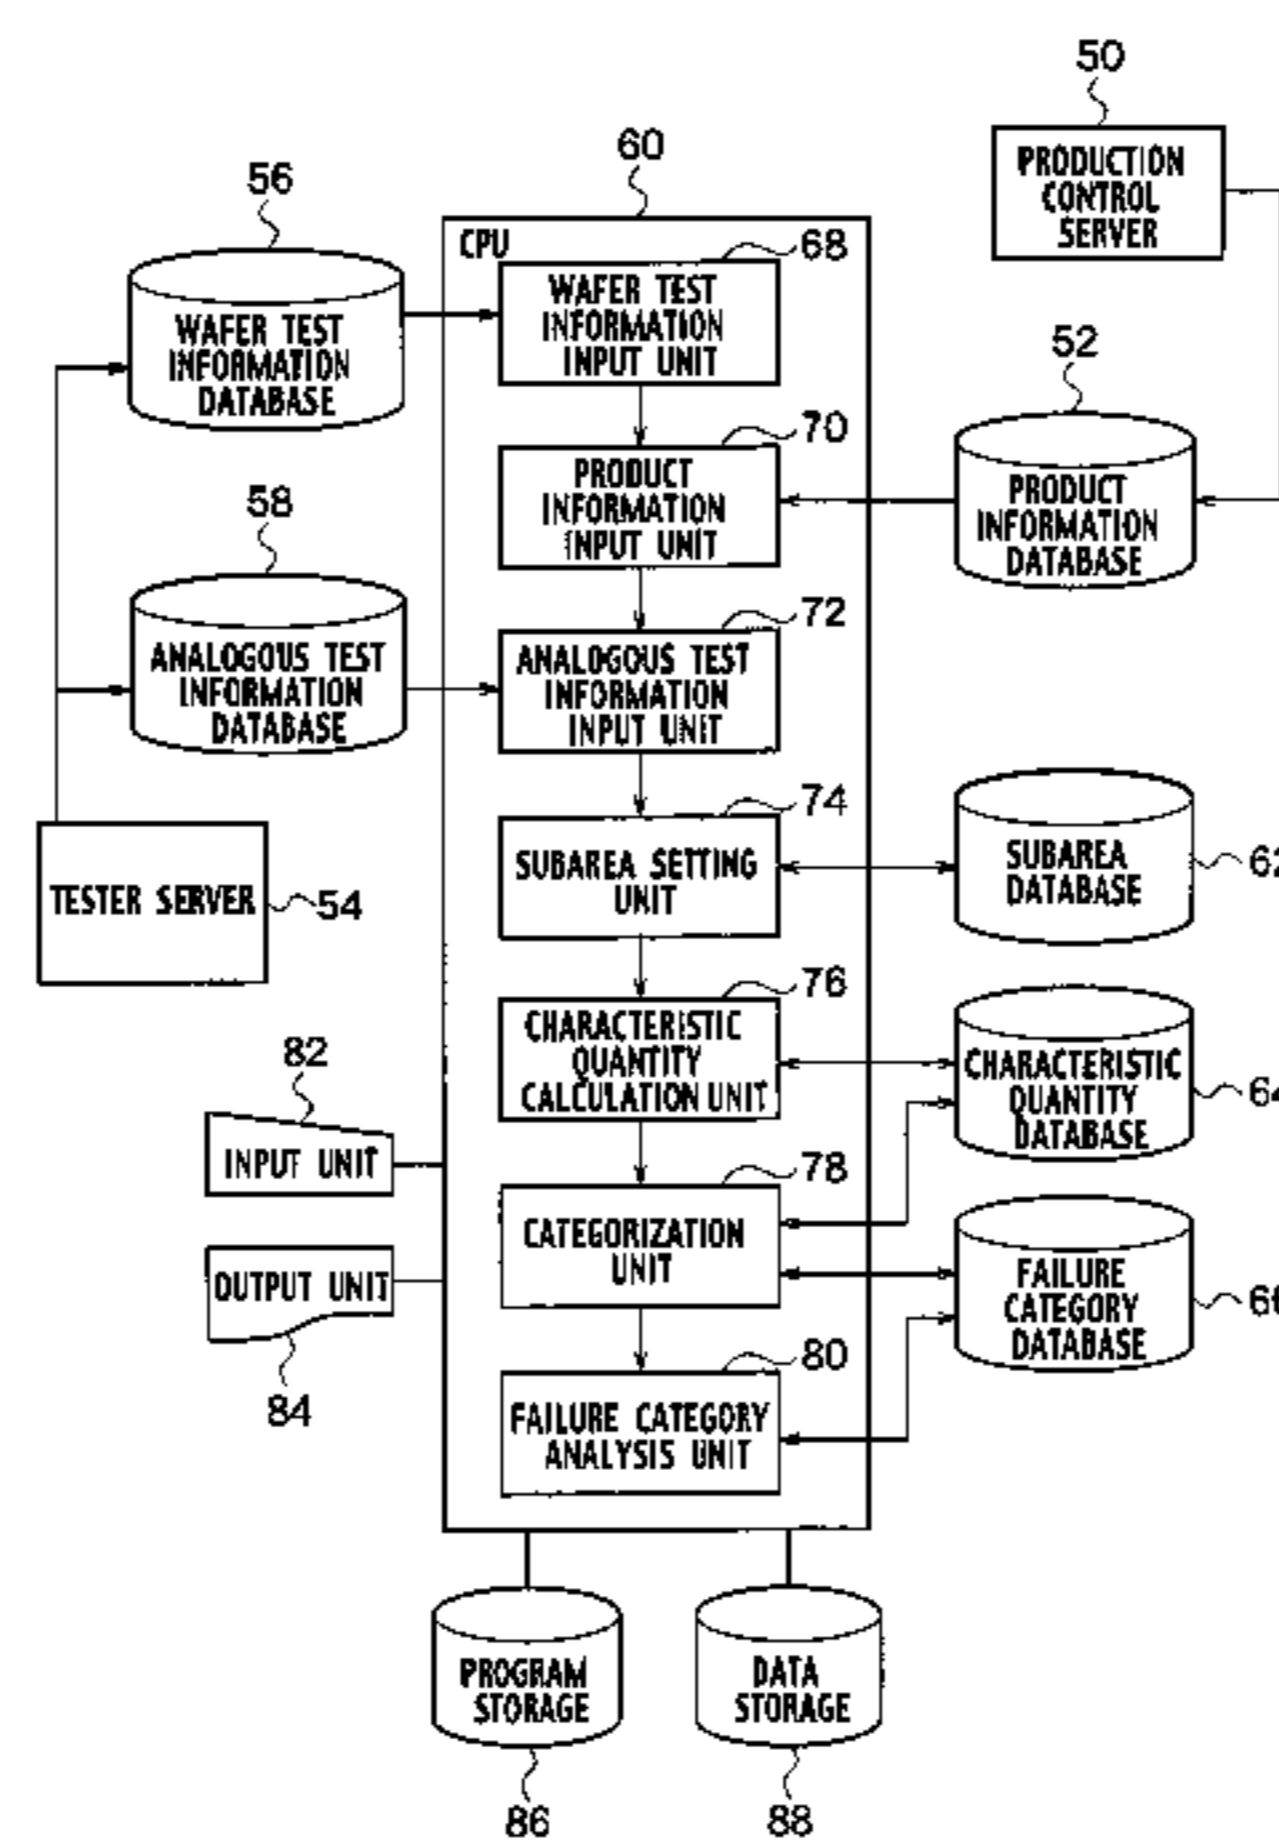 50
PRODUCTION
CONTROL
SERVER
60
56
CPU
68
WAFER TEST
INFORMATION
INPUT UNIT
WAFER TEST
INFORMATION
DATABASE
52
70
PRODUCT
INFORMATION
INPUT UNIT
PRODUCT
INFORMATION
DATABASE
58
72
ANALOGOUS TEST
INFORMATION
DATABASE
ANALOGOUS TEST
INFORMATION
INPUT UNIT
74
SUBAREA SETTING
UNIT
SUBAREA
DATABASE
62
TESTER SERVER
54
76
CHARACTERISTIC
QUANTITY
CALCULATION UNIT
CHARACTERISTIC
QUANTITY
DATABASE
64
82
INPUT UNIT
78
CATEGORIZATION
UNIT
OUTPUT UNIT
84
FAILURE
CATEGORY
DATABASE
66
80
FAILURE CATEGORY
ANALYSIS UNIT
PROGRAM
STORAGE
DATA
STORAGE
86
88